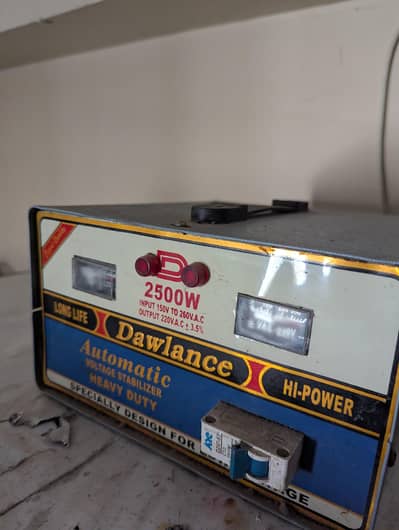 D
2500W
INPUT 150V TO 260V.A.C
OUTPUT 220V.A.C ± 3.5%
LONG LIFE
Dawlance
HI-POWER
Automatic
VOLTAGE STABILIZER
HEAVY DUTY
SPECIALLY DESIGN FOR